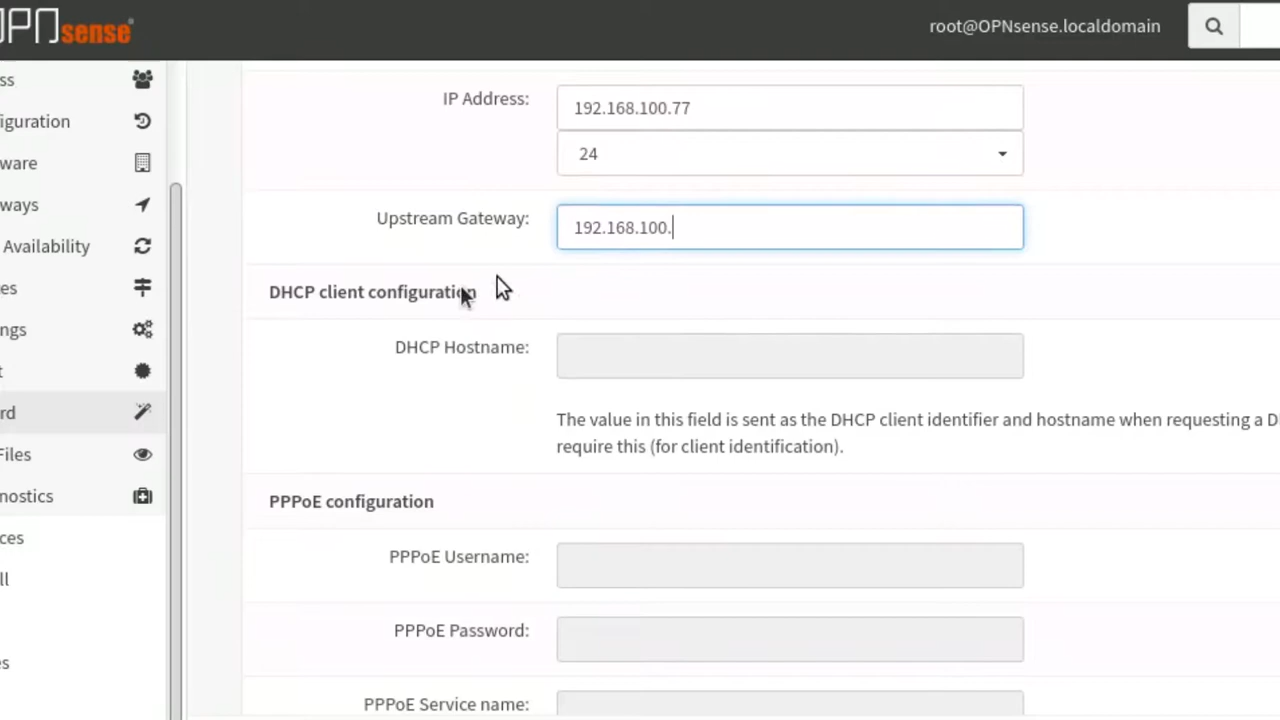 OPNsense
root@OPNsense.localdomain
ss
IP Address:
192.168.100.77
iguration
24
ware
ways
Upstream Gateway:
192.168.100.
Availability
es
DHCP client configuration
ngs
DHCP Hostname:
t
rd
The value in this field is sent as the DHCP client identifier and hostname when requesting a D
require this (for client identification).
Files
nostics
PPPoE configuration
ces
PPPoE Username:
ll
PPPoE Password:
s
PPPoE Service name: